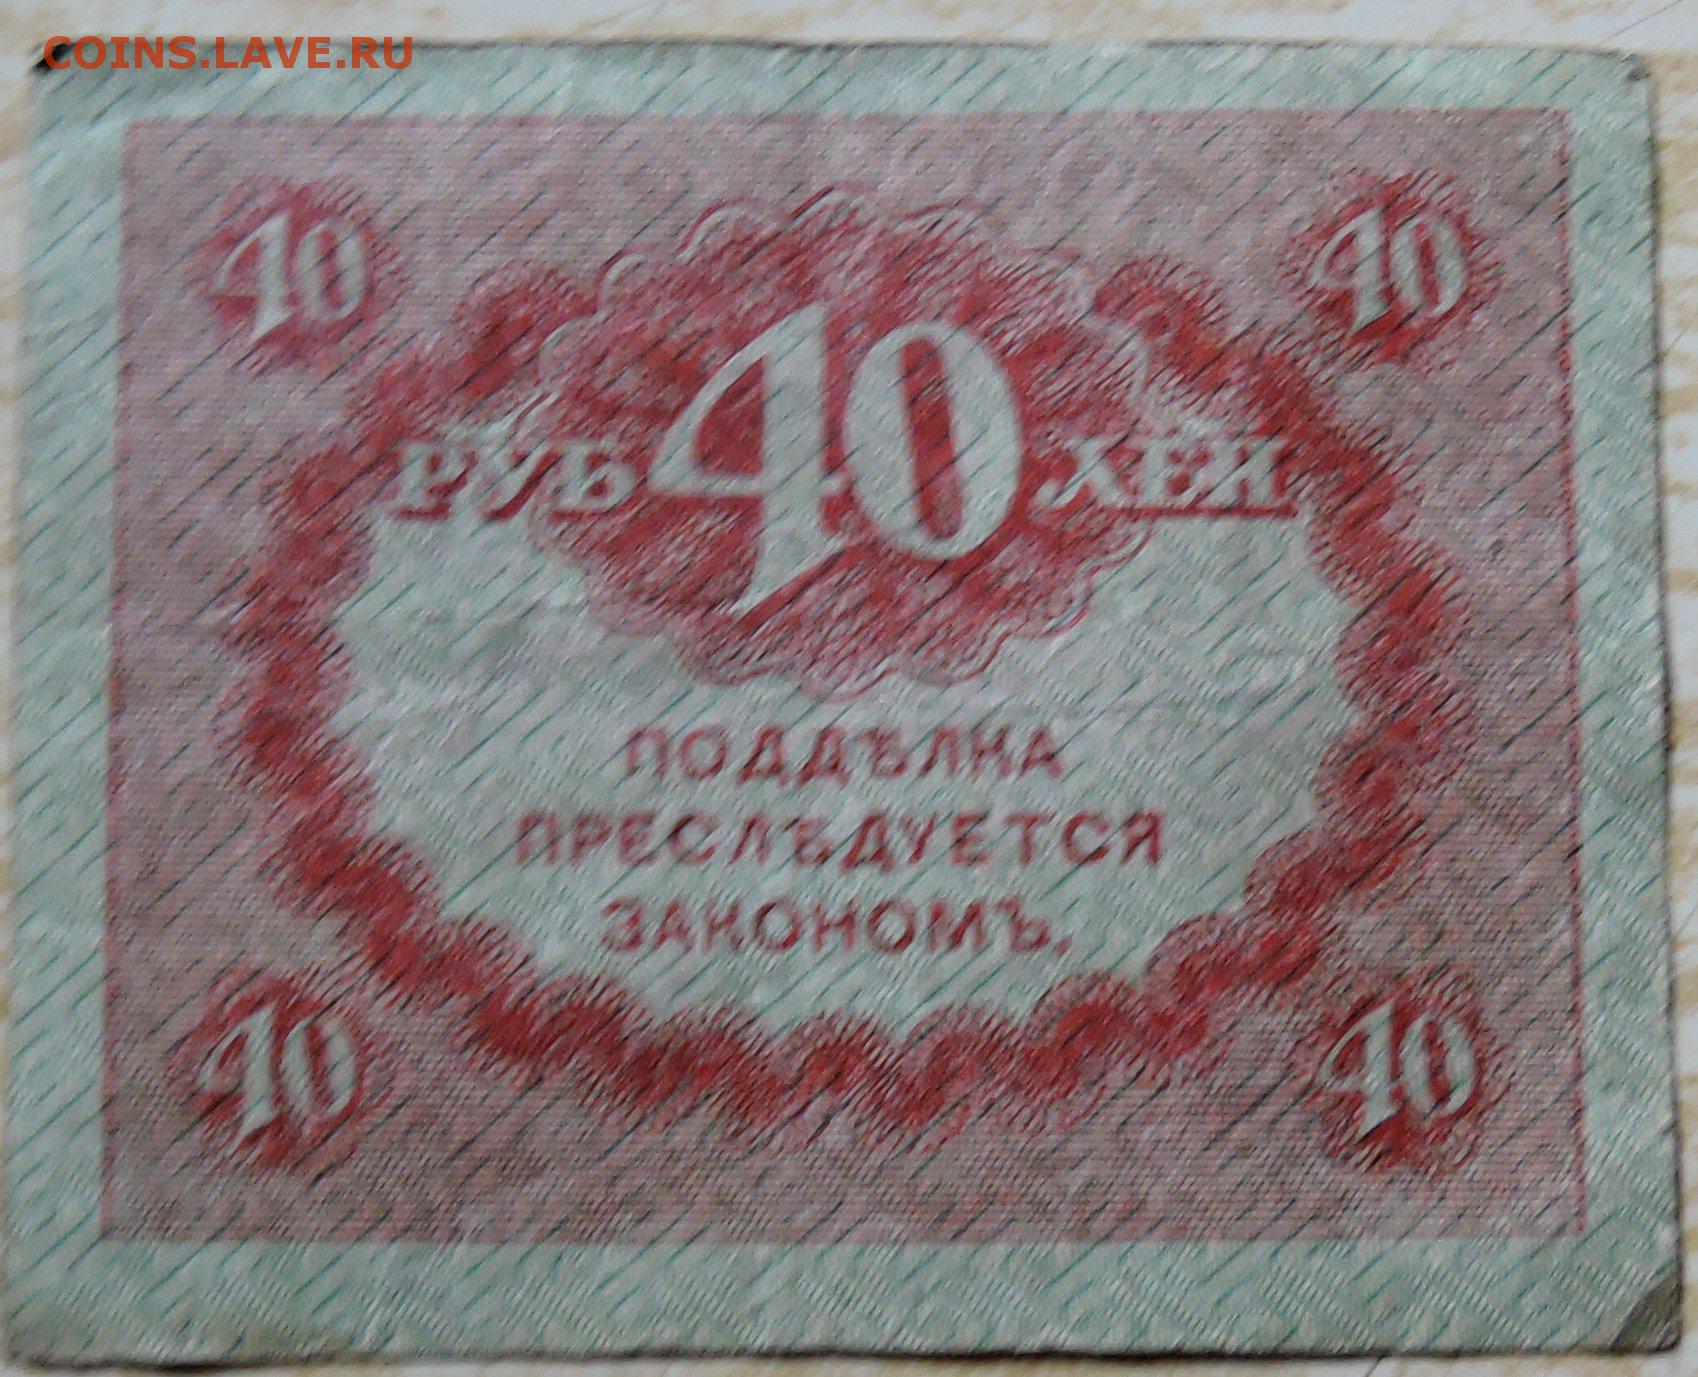 COINS.LAVE.RU
40 40
РУБ 40 ЛЕЙ
ПОДДѢЛКА
ПРЕСЛѢДУЕТСЯ
ЗАКОНОМЪ.
40 40